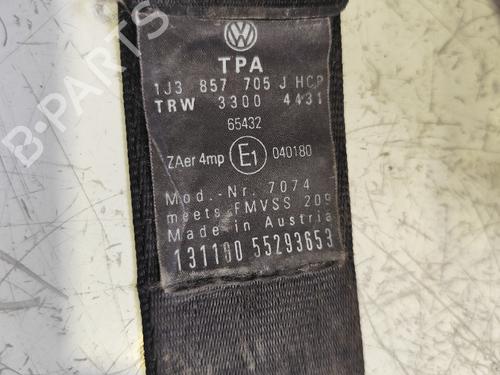 TPA
1J3 857 705 J HCP
TRW 3300 4431
65432
ZAer 4mp E1 040180
Mod.-Nr. 7074
meets FMVSS 209
Made in Austria
131100 55293653
B-PARTS